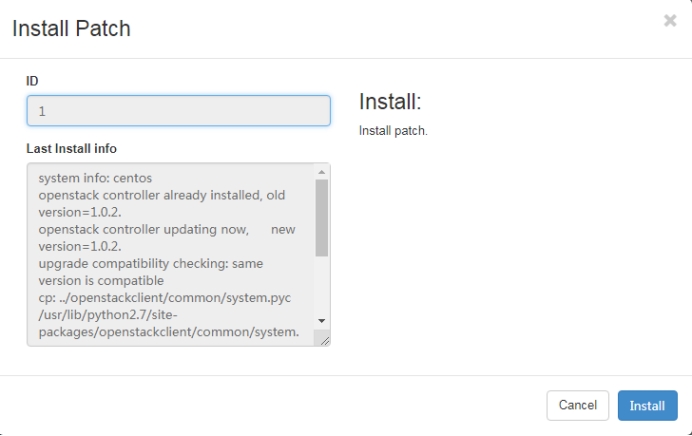 Install Patch
×
ID
1
Last Install info
system info: centos
openstack controller already installed, old
version=1.0.2.
openstack controller updating now, new
version=1.0.2.
upgrade compatibility checking: same
version is compatible
cp: ../openstackclient/common/system.pyc
/usr/lib/python2.7/site-
packages/openstackclient/common/system.
Install:
Install patch.
Cancel
Install